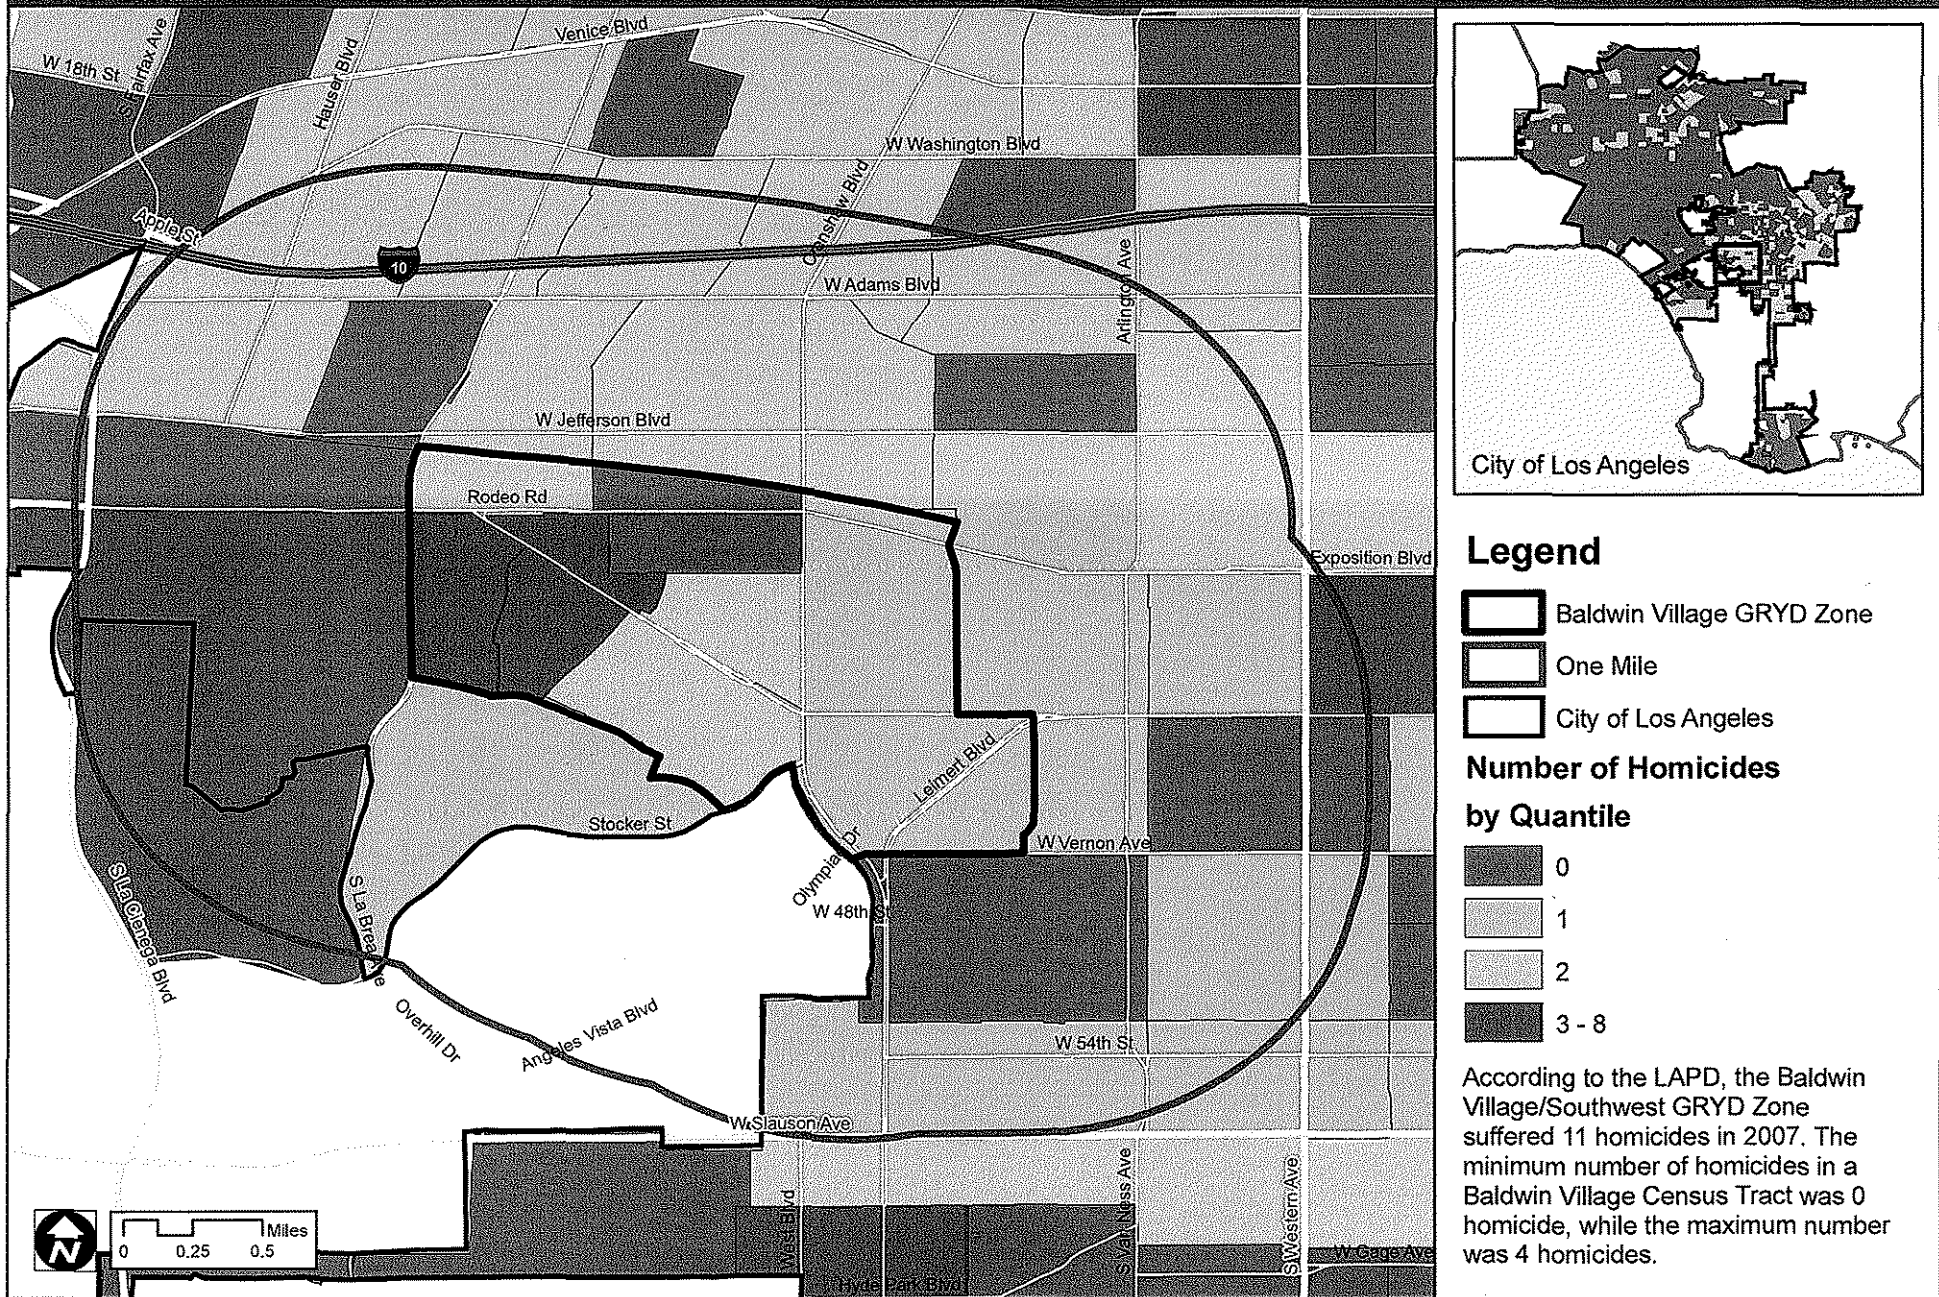 Venice Blvd
W 18th St
S Fairfax Ave
Hauser Blvd
W Washington Blvd
Crenshaw Blvd
Apple St
10
W Adams Blvd
Arlington Ave
W Jefferson Blvd
Rodeo Rd
Exposition Blvd
Leimert Blvd
Stocker St
W Vernon Ave
Olympiad Dr
W 48th St
S La Cienega Blvd
S La Brea Ave
Overhill Dr
Angeles Vista Blvd
W 54th St
W Slauson Ave
West Blvd
S Van Ness Ave
S Western Ave
W Gage Ave
Hyde Park Blvd
N
Miles
0 0.25 0.5
City of Los Angeles
Legend
Baldwin Village GRYD Zone
One Mile
City of Los Angeles
Number of Homicides
by Quantile
0
1
2
3 - 8
According to the LAPD, the Baldwin
Village/Southwest GRYD Zone
suffered 11 homicides in 2007. The
minimum number of homicides in a
Baldwin Village Census Tract was 0
homicide, while the maximum number
was 4 homicides.